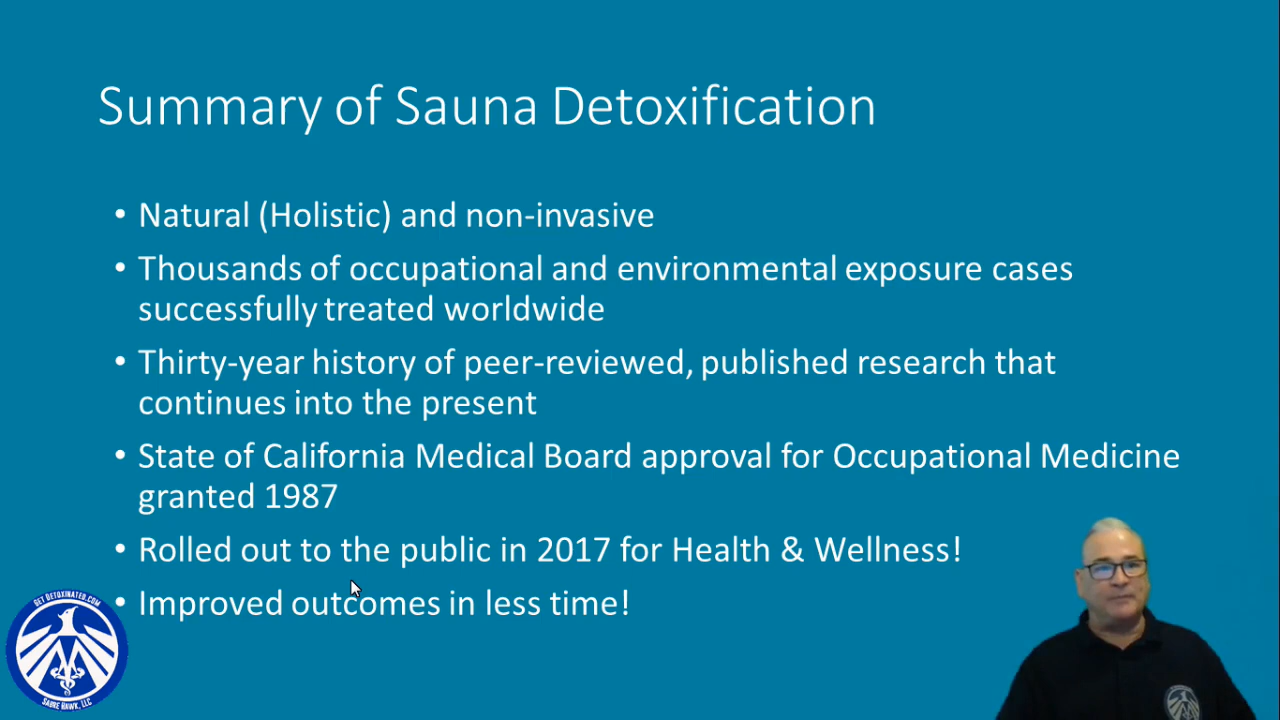 Summary of Sauna Detoxification
• Natural (Holistic) and non-invasive
• Thousands of occupational and environmental exposure cases
successfully treated worldwide
• Thirty-year history of peer-reviewed, published research that
continues into the present
• State of California Medical Board approval for Occupational Medicine
granted 1987
• Rolled out to the public in 2017 for Health & Wellness!
• Improved outcomes in less time!
GET DETOXINATED.COM
SABRE HAWK, LLC